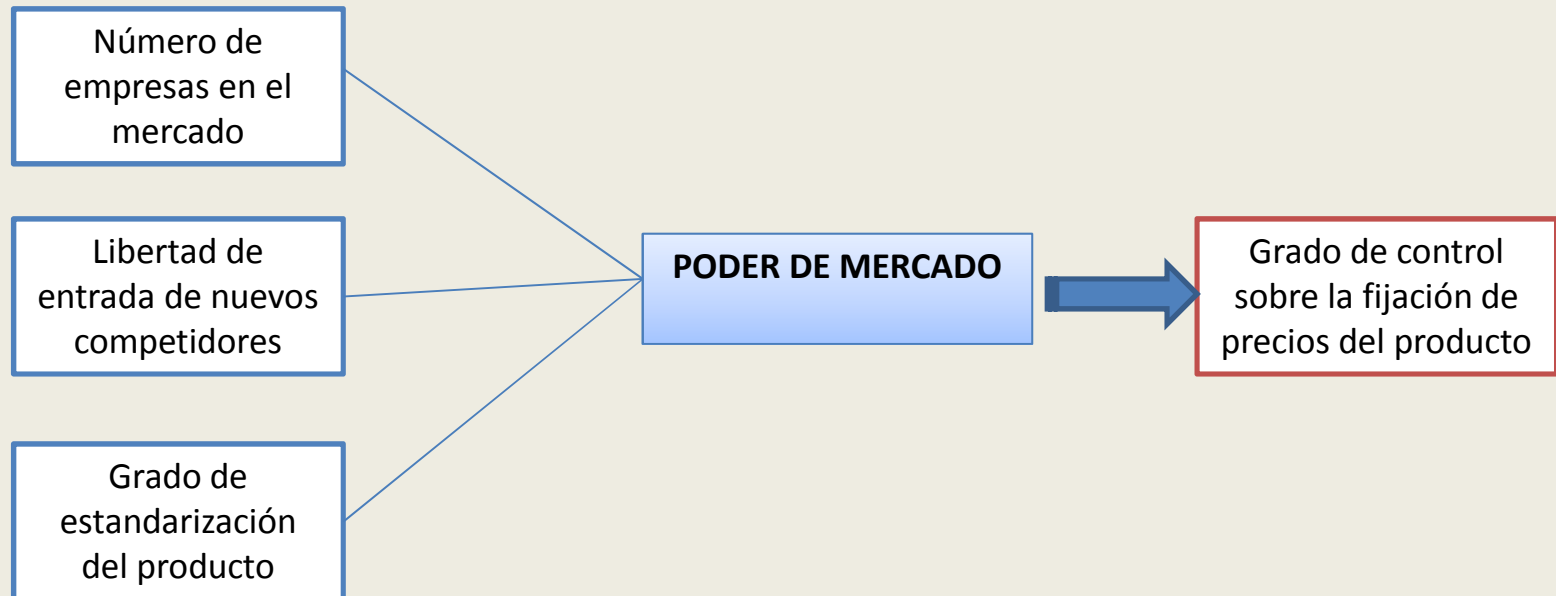 Número de
empresas en el
mercado
Libertad de
entrada de nuevos
competidores
Grado de
estandarización
del producto
PODER DE MERCADO
Grado de control
sobre la fijación de
precios del producto